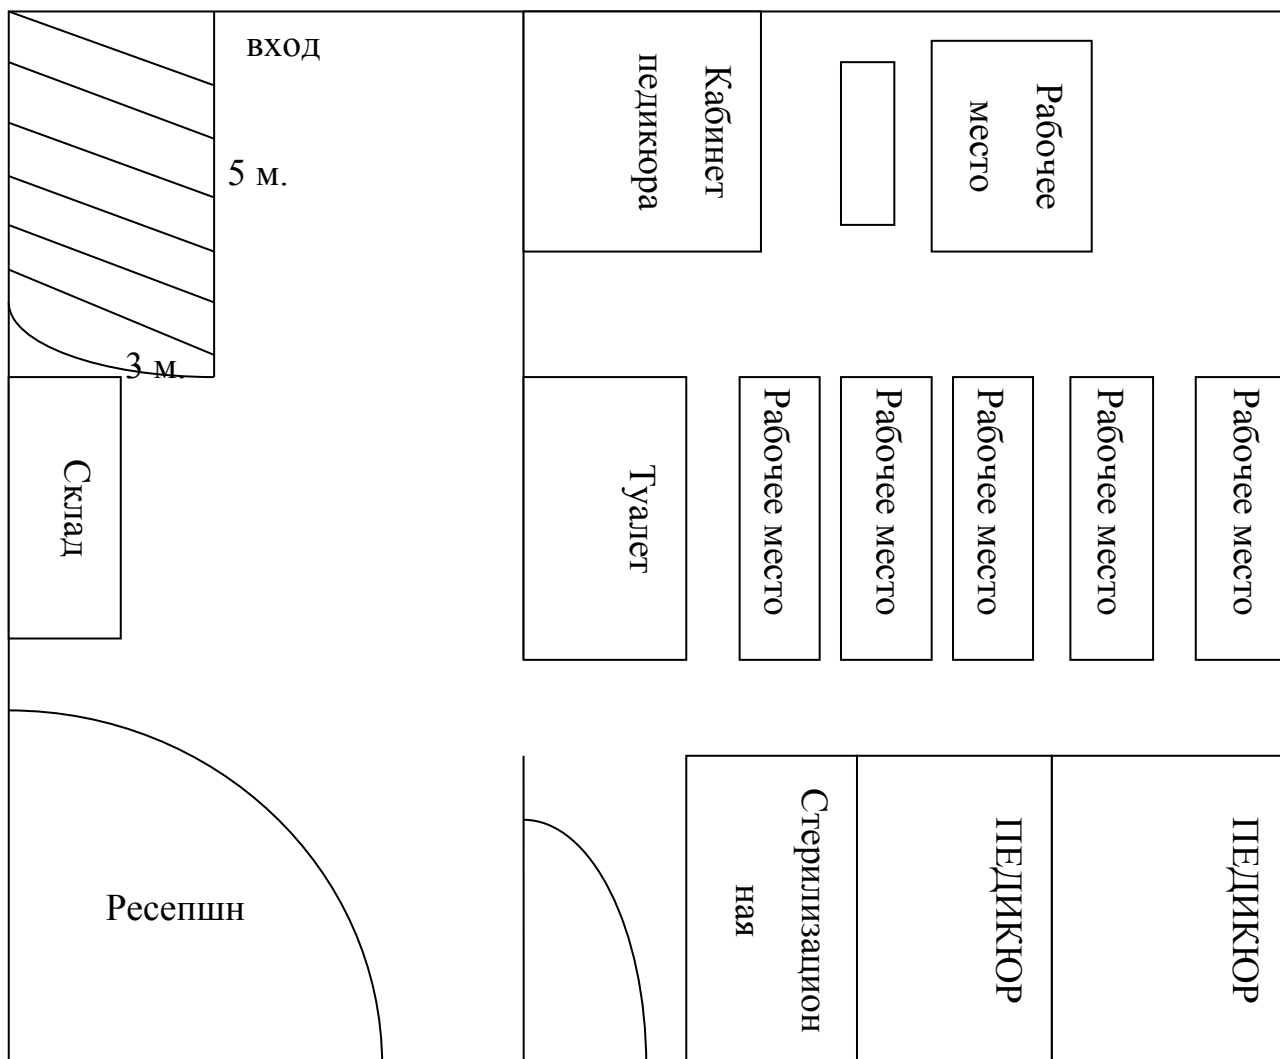 вход
5 м.
3 м.
Кабинет
педикюра
Рабочее
место
Склад
Туалет
Рабочее место
Рабочее место
Рабочее место
Рабочее место
Рабочее место
Ресепшн
Стерилизацион
ная
ПЕДИКЮР
ПЕДИКЮР